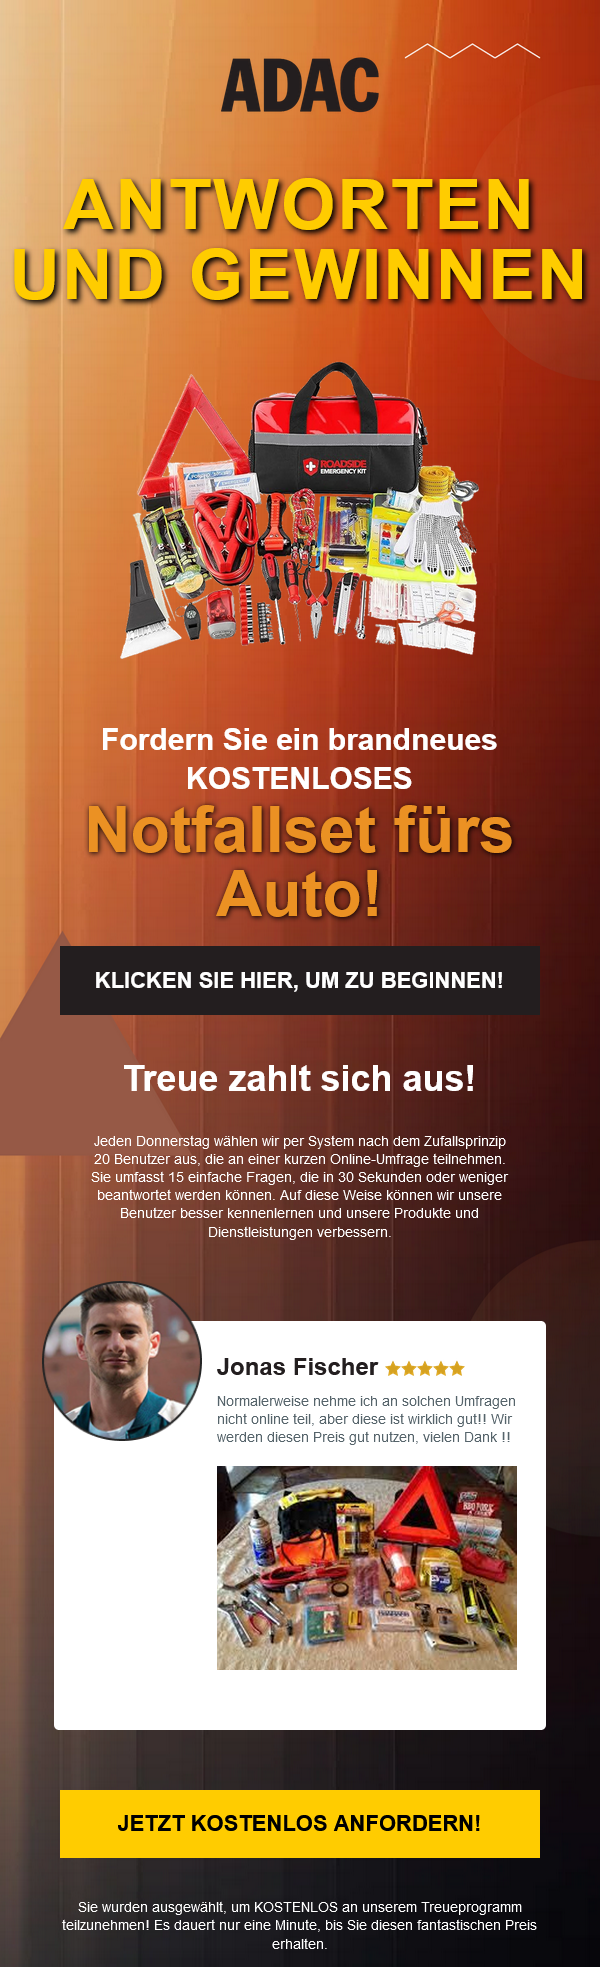 ADAC
ANTWORTEN
UND GEWINNEN
ROADSIDE
EMERGENCY KIT
Fordern Sie ein brandneues
KOSTENLOSES
Notfallset fürs
Auto!
KLICKEN SIE HIER, UM ZU BEGINNEN!
Treue zahlt sich aus!
Jeden Donnerstag wählen wir per System nach dem Zufallsprinzip
20 Benutzer aus, die an einer kurzen Online-Umfrage teilnehmen.
Sie umfasst 15 einfache Fragen, die in 30 Sekunden oder weniger
beantwortet werden können. Auf diese Weise können wir unsere
Benutzer besser kennenlernen und unsere Produkte und
Dienstleistungen verbessern.
Jonas Fischer
Normalerweise nehme ich an solchen Umfragen
nicht online teil, aber diese ist wirklich gut!! Wir
werden diesen Preis gut nutzen, vielen Dank !!
JETZT KOSTENLOS ANFORDERN!
Sie wurden ausgewählt, um KOSTENLOS an unserem Treueprogramm
teilzunehmen! Es dauert nur eine Minute, bis Sie diesen fantastischen Preis
erhalten.